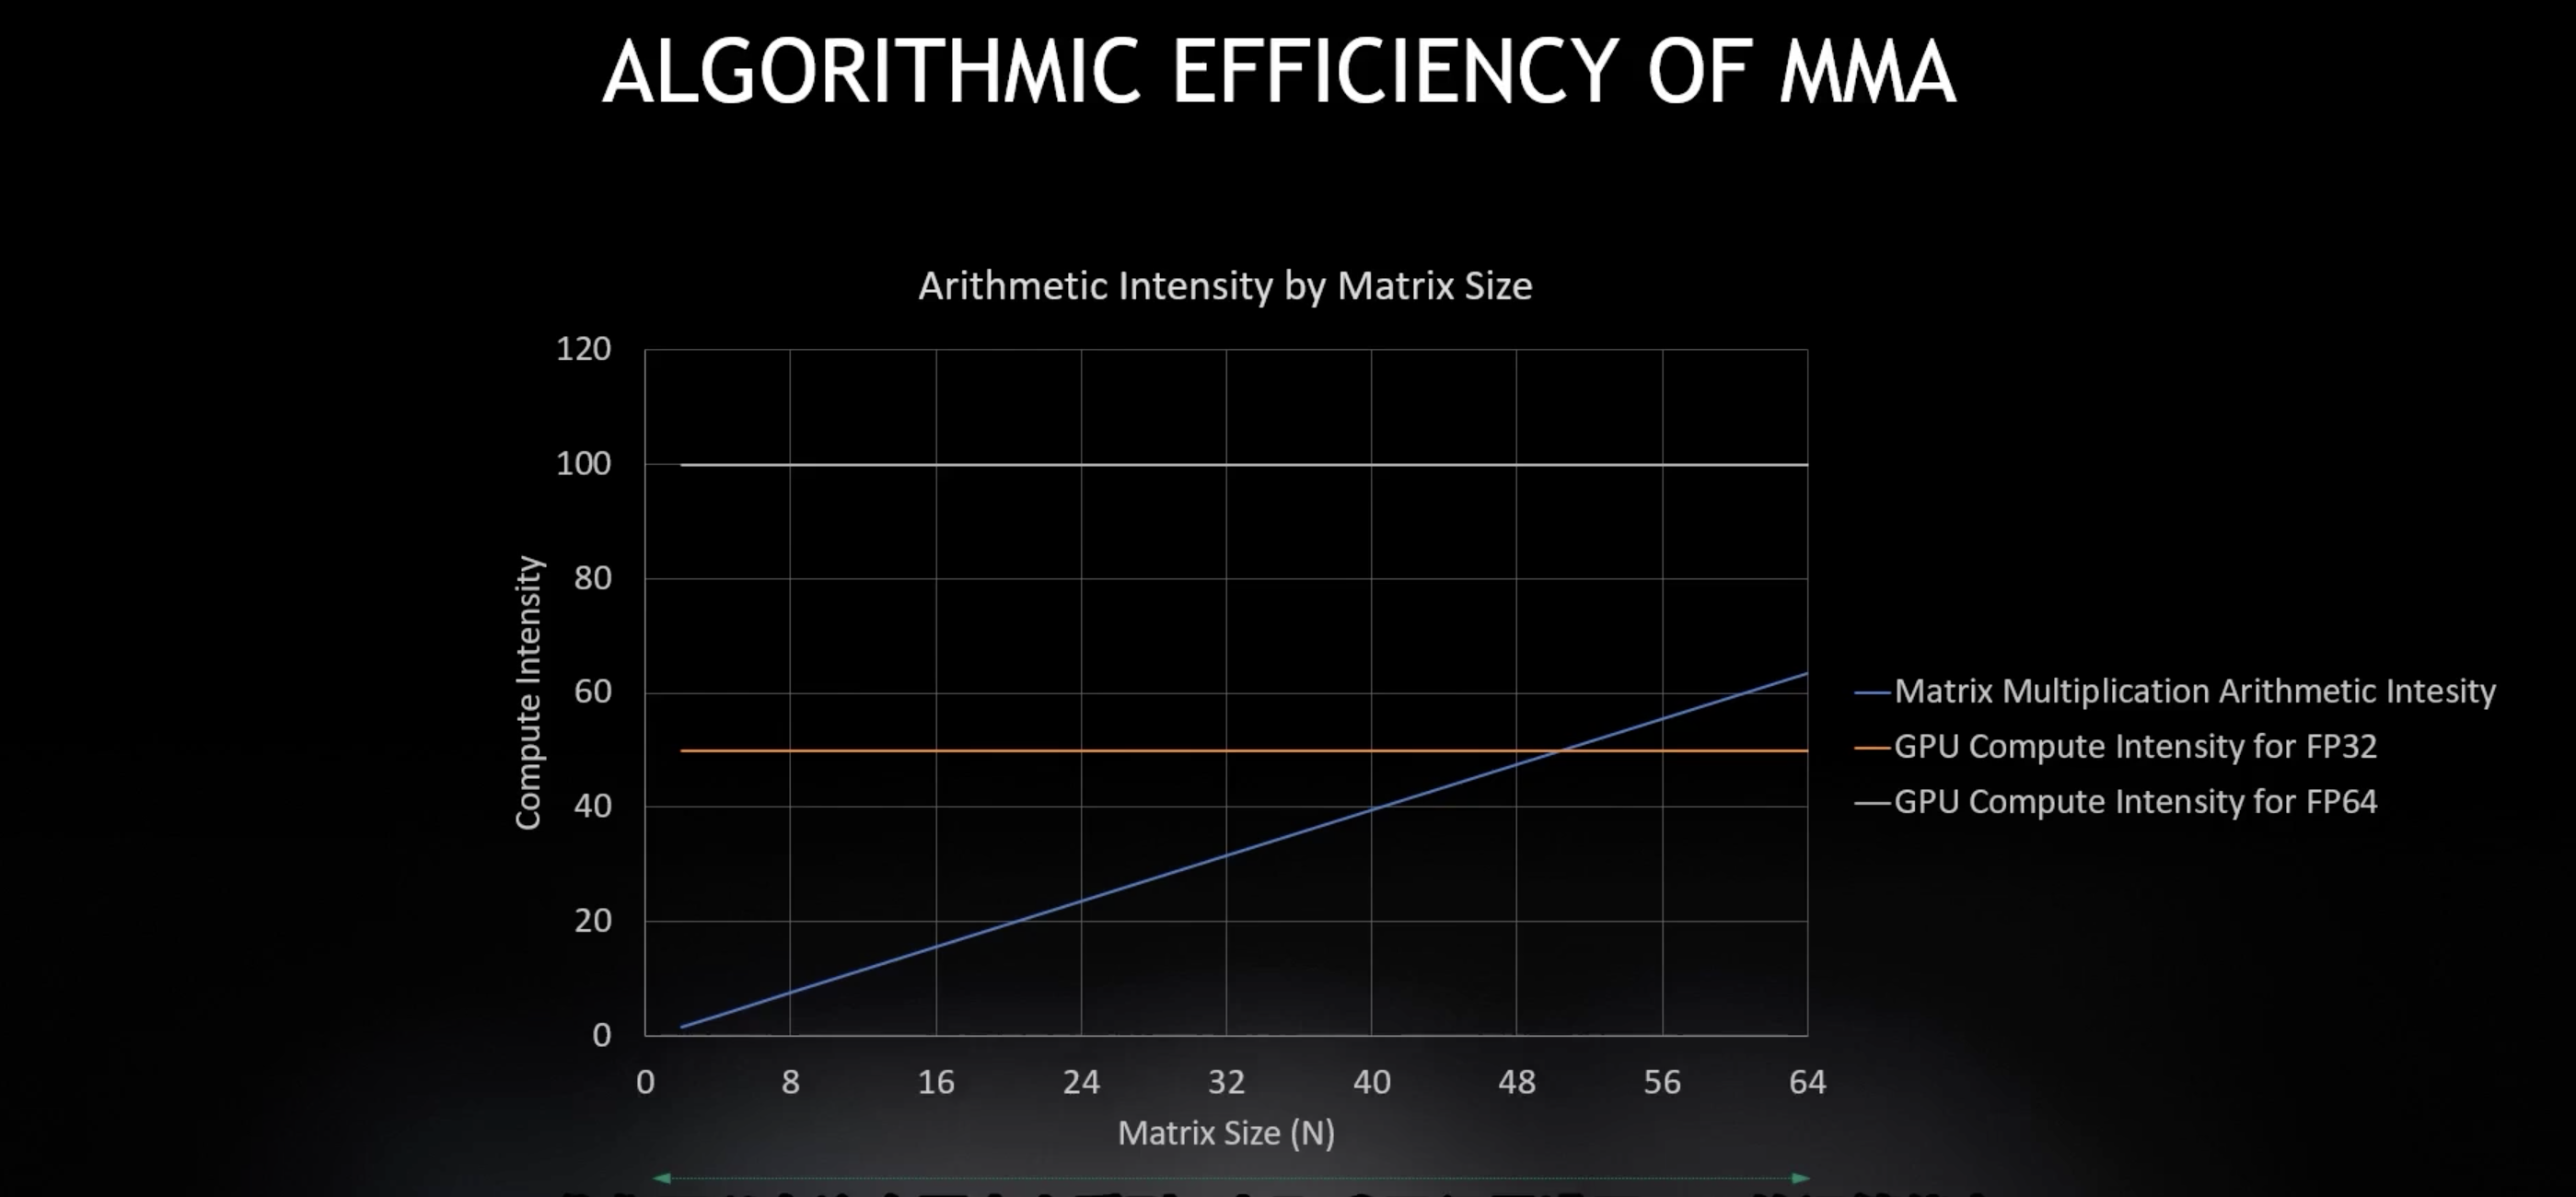 ALGORITHMIC EFFICIENCY OF MMA
Arithmetic Intensity by Matrix Size
120
100
80
60
40
20
0
Compute Intensity
0 8 16 24 32 40 48 56 64
Matrix Size (N)
Matrix Multiplication Arithmetic Intesity
GPU Compute Intensity for FP32
GPU Compute Intensity for FP64